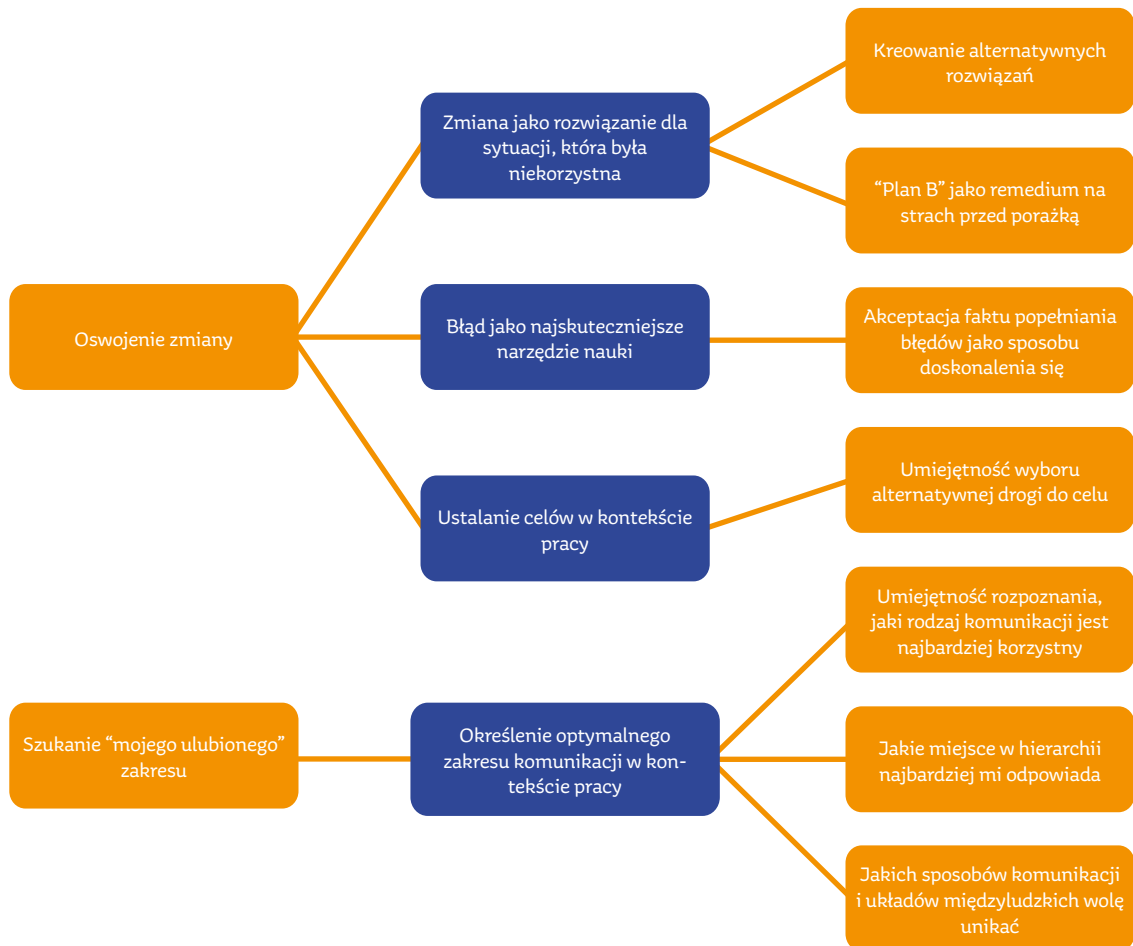 Kreowanie alternatywnych
rozwiązań
Zmiana jako rozwiązanie dla
sytuacji, która była
niekorzystna
“Plan B” jako remedium na
strach przed porażką
Oswojenie zmiany
Błąd jako najskuteczniejsze
narzędzie nauki
Akceptacja faktu popełniania
błędów jako sposobu
doskonalenia się
Ustalanie celów w kontekście
pracy
Umiejętność wyboru
alternatywnej drogi do celu
Umiejętność rozpoznania,
jaki rodzaj komunikacji jest
najbardziej korzystny
Szukanie “mojego ulubionego”
zakresu
Określenie optymalnego
zakresu komunikacji w kon-
tekście pracy
Jakie miejsce w hierarchii
najbardziej mi odpowiada
Jakich sposobów komunikacji
i układów międzyludzkich wolę
unikać